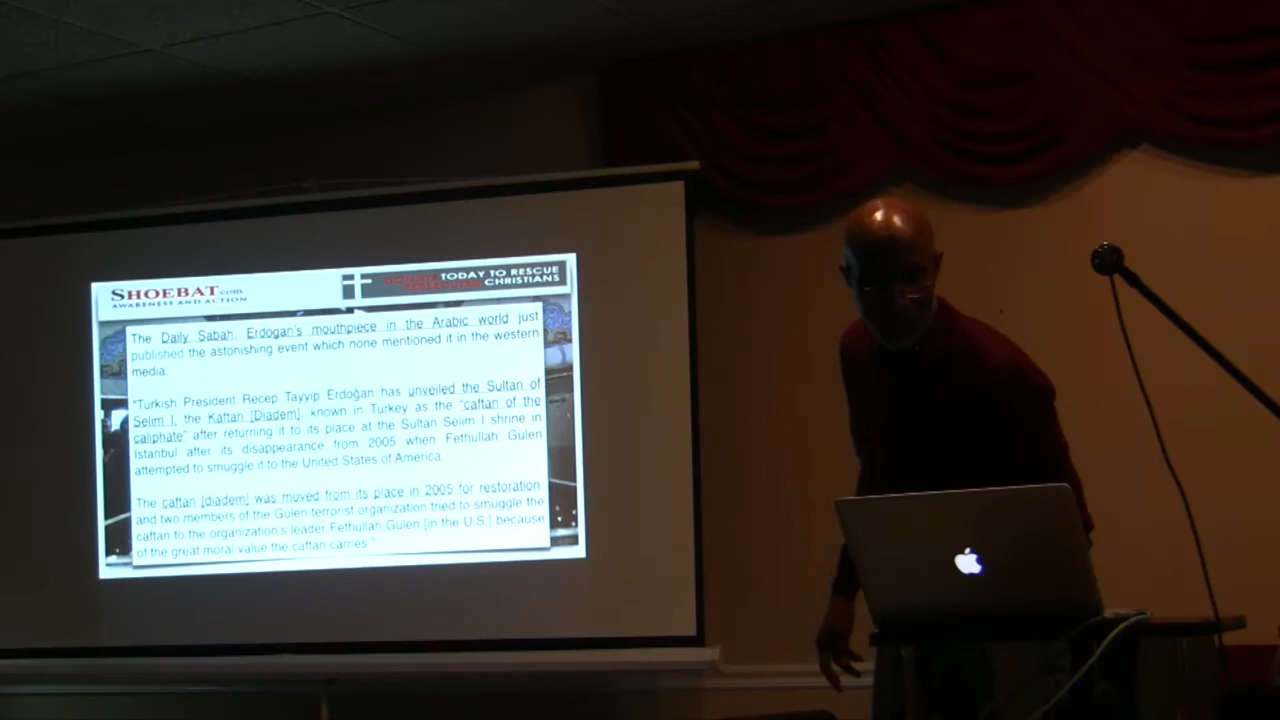 SHOEBAT.com
AWARENESS AND ACTION
TODAY TO RESCUE
CHRISTIANS
The Daily Sabah, Erdogan's mouthpiece in the Arabic world just
published the astonishing event which none mentioned it in the western
media:
"Turkish President Recep Tayyip Erdoğan has unveiled the Sultan of
Selim I, the Kaftan [Diadem], known in Turkey as the "caftan of the
caliphate" after returning it to its place at the Sultan Selim I shrine in
Istanbul after its disappearance from 2005 when Fethullah Gulen
attempted to smuggle it to the United States of America.
The caftan [diadem] was moved from its place in 2005 for restoration,
and two members of the Gulen terrorist organization tried to smuggle the
caftan to the organization's leader Fethullah Gulen [in the U.S.] because
of the great moral value the caftan carries."